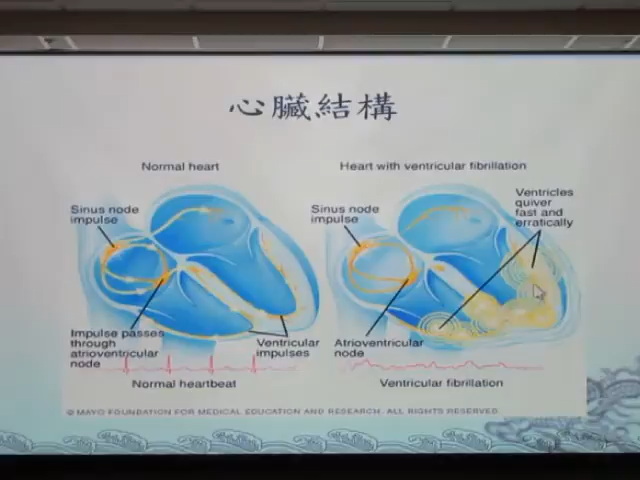 心臟結構
Normal heart
Heart with ventricular fibrillation
Sinus node
impulse
Sinus node
impulse
Ventricles
quiver
fast and
erratically
Impulse passes
through
atrioventricular
node
Ventricular
impulses
Atrioventricular
node
Normal heartbeat
Ventricular fibrillation
© MAYO FOUNDATION FOR MEDICAL EDUCATION AND RESEARCH. ALL RIGHTS RESERVED.